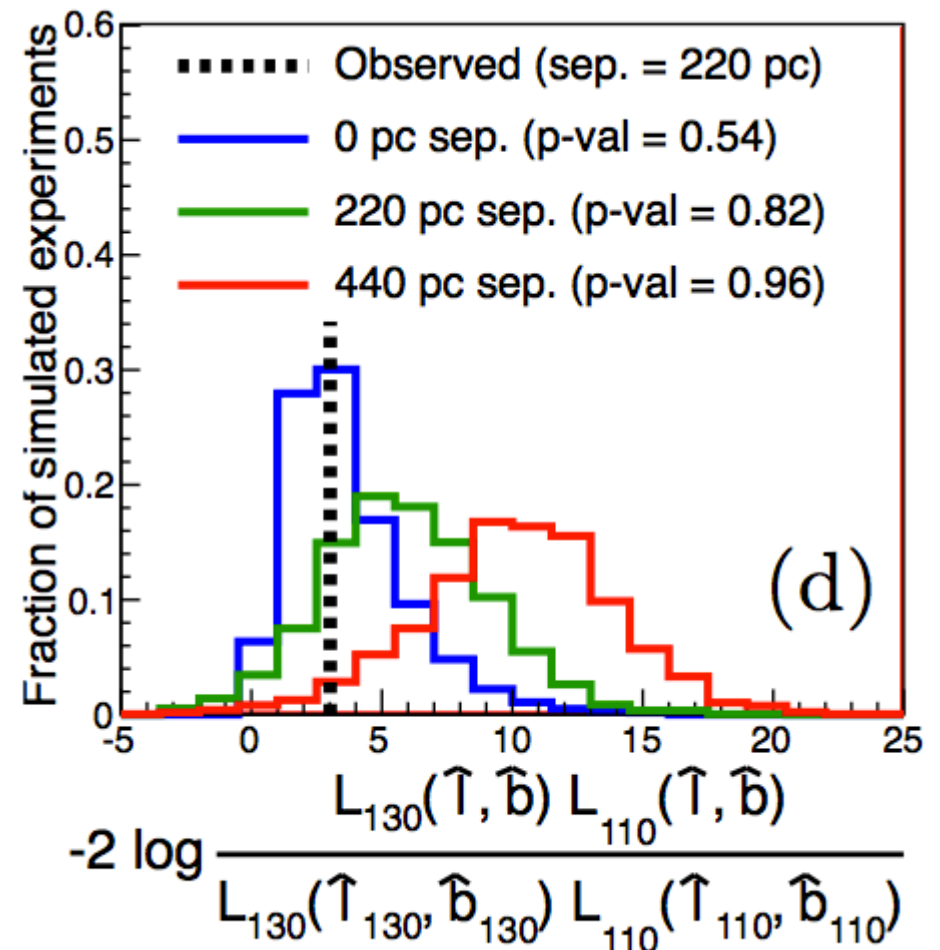 Fraction of simulated experiments
0.6
0.5
0.4
0.3
0.2
0.1
0
Observed (sep. = 220 pc)
0 pc sep. (p-val = 0.54)
220 pc sep. (p-val = 0.82)
440 pc sep. (p-val = 0.96)
(d)
-5 0 5 10 15 20 25
L₁₃₀(l̂, b̂) L₁₁₀(l̂, b̂)
-2 log
L₁₃₀(l̂₁₃₀, b̂₁₃₀) L₁₁₀(l̂₁₁₀, b̂₁₁₀)